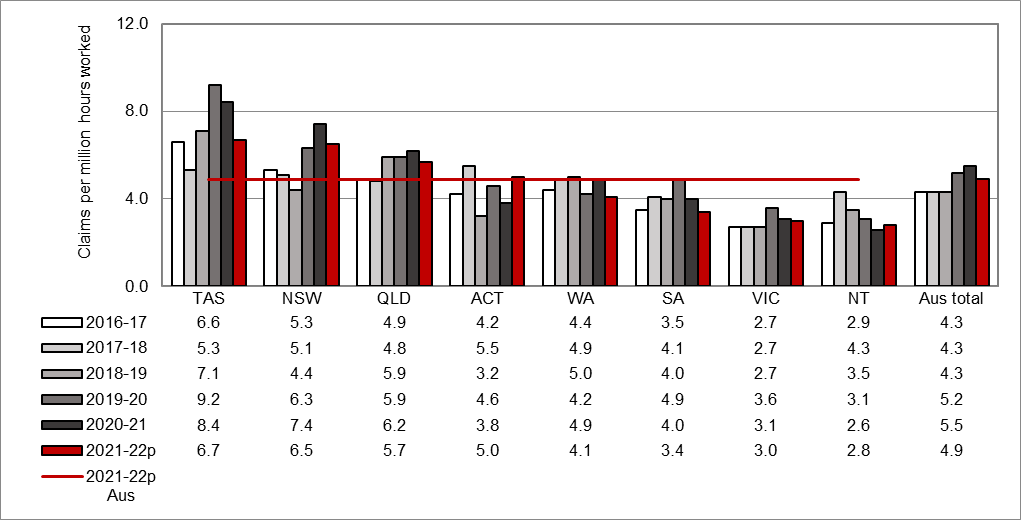 Claims per million hours worked
12.0
8.0
4.0
0.0
TAS NSW QLD ACT WA SA VIC NT Aus total
2016-17 6.6 5.3 4.9 4.2 4.4 3.5 2.7 2.9 4.3
2017-18 5.3 5.1 4.8 5.5 4.9 4.1 2.7 4.3 4.3
2018-19 7.1 4.4 5.9 3.2 5.0 4.0 2.7 3.5 4.3
2019-20 9.2 6.3 5.9 4.6 4.2 4.9 3.6 3.1 5.2
2020-21 8.4 7.4 6.2 3.8 4.9 4.0 3.1 2.6 5.5
2021-22p 6.7 6.5 5.7 5.0 4.1 3.4 3.0 2.8 4.9
2021-22p
Aus